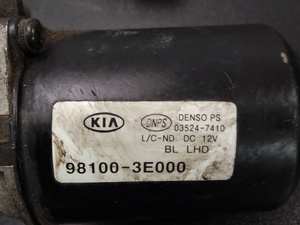 KIA
DNPS
DENSO PS
03524-7410
L/C-ND DC 12V
BL LHD
98100-3E000